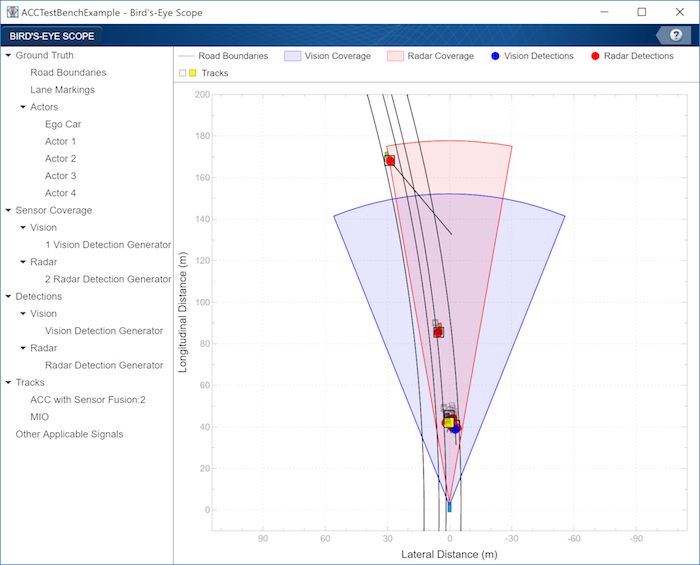 ACCTestBenchExample - Bird's-Eye Scope
BIRD'S-EYE SCOPE
?
Ground Truth
Road Boundaries
Lane Markings
Actors
Ego Car
Actor 1
Actor 2
Actor 3
Actor 4
Sensor Coverage
Vision
1 Vision Detection Generator
Radar
2 Radar Detection Generator
Detections
Vision
Vision Detection Generator
Radar
Radar Detection Generator
Tracks
ACC with Sensor Fusion:2
MIO
Other Applicable Signals
Road Boundaries Vision Coverage Radar Coverage Vision Detections Radar Detections
Tracks
Longitudinal Distance (m)
200
180
160
140
120
100
80
60
40
20
0
90 60 30 0 -30 -60 -90
Lateral Distance (m)